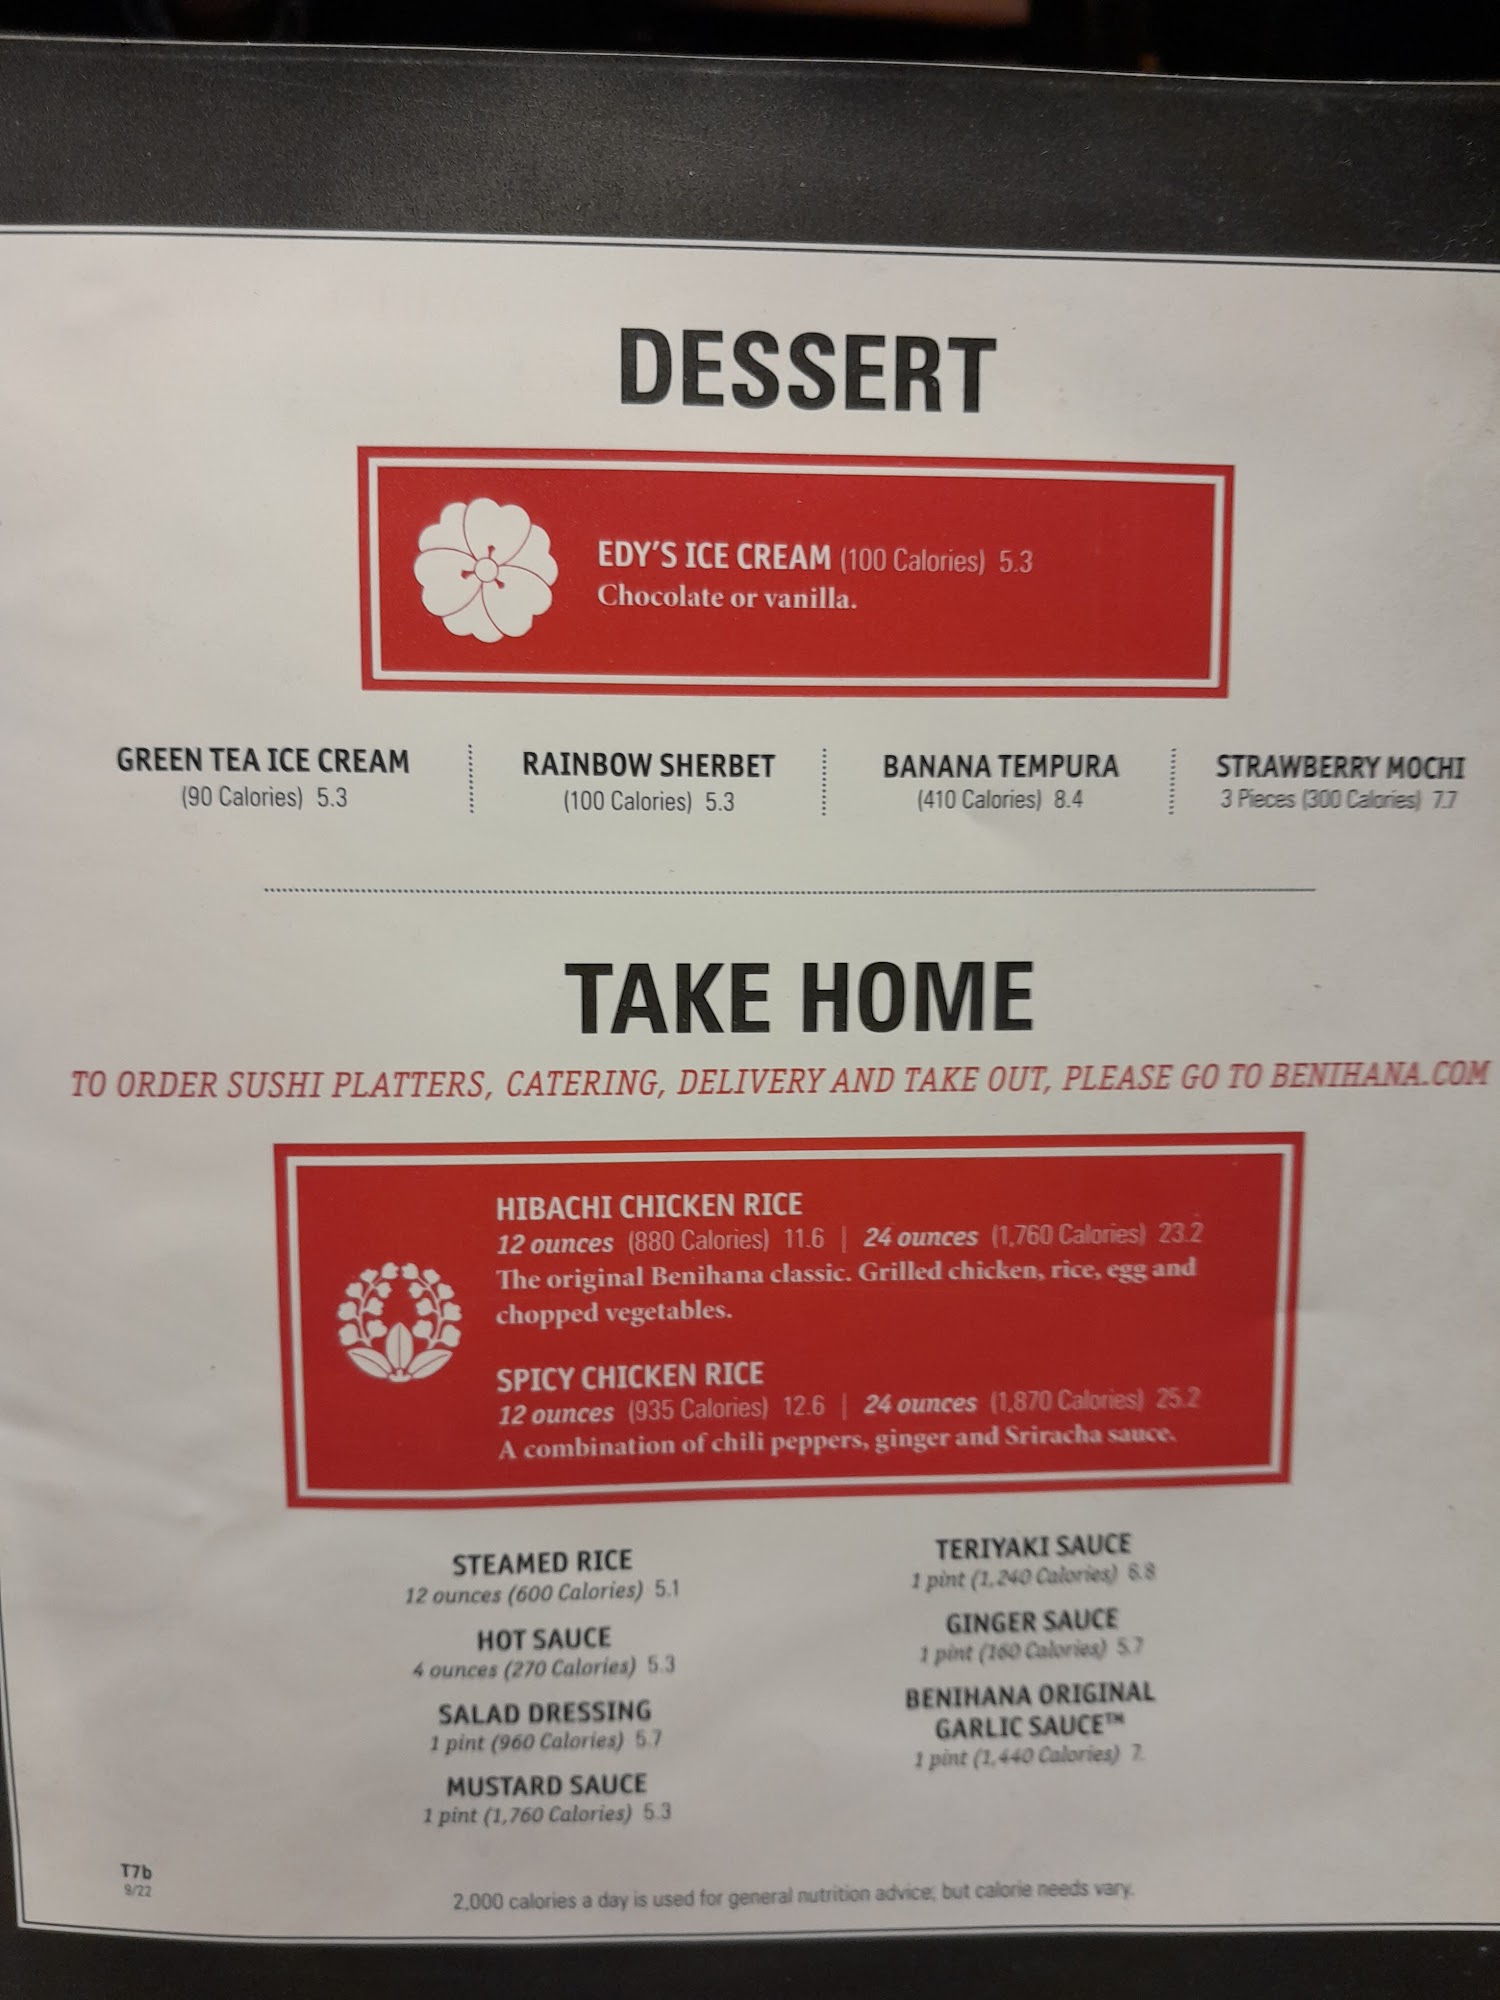 DESSERT
EDY'S ICE CREAM (100 Calories) 5.3
Chocolate or vanilla.
GREEN TEA ICE CREAM
(90 Calories) 5.3
RAINBOW SHERBET
(100 Calories) 5.3
BANANA TEMPURA
(410 Calories) 8.4
STRAWBERRY MOCHI
3 Pieces (300 Calories) 7.7
TAKE HOME
TO ORDER SUSHI PLATTERS, CATERING, DELIVERY AND TAKE OUT, PLEASE GO TO BENIHANA.COM
HIBACHI CHICKEN RICE
12 ounces (880 Calories) 11.6 | 24 ounces (1,760 Calories) 23.2
The original Benihana classic. Grilled chicken, rice, egg and
chopped vegetables.
SPICY CHICKEN RICE
12 ounces (935 Calories) 12.6 | 24 ounces (1,870 Calories) 25.2
A combination of chili peppers, ginger and Sriracha sauce.
STEAMED RICE
12 ounces (600 Calories) 5.1
HOT SAUCE
4 ounces (270 Calories) 5.3
SALAD DRESSING
1 pint (960 Calories) 5.7
MUSTARD SAUCE
1 pint (1,760 Calories) 5.3
TERIYAKI SAUCE
1 pint (1,240 Calories) 6.8
GINGER SAUCE
1 pint (160 Calories) 5.7
BENIHANA ORIGINAL
GARLIC SAUCE™
1 pint (1,440 Calories) 7.
T7b
9/22
2,000 calories a day is used for general nutrition advice, but calorie needs vary.